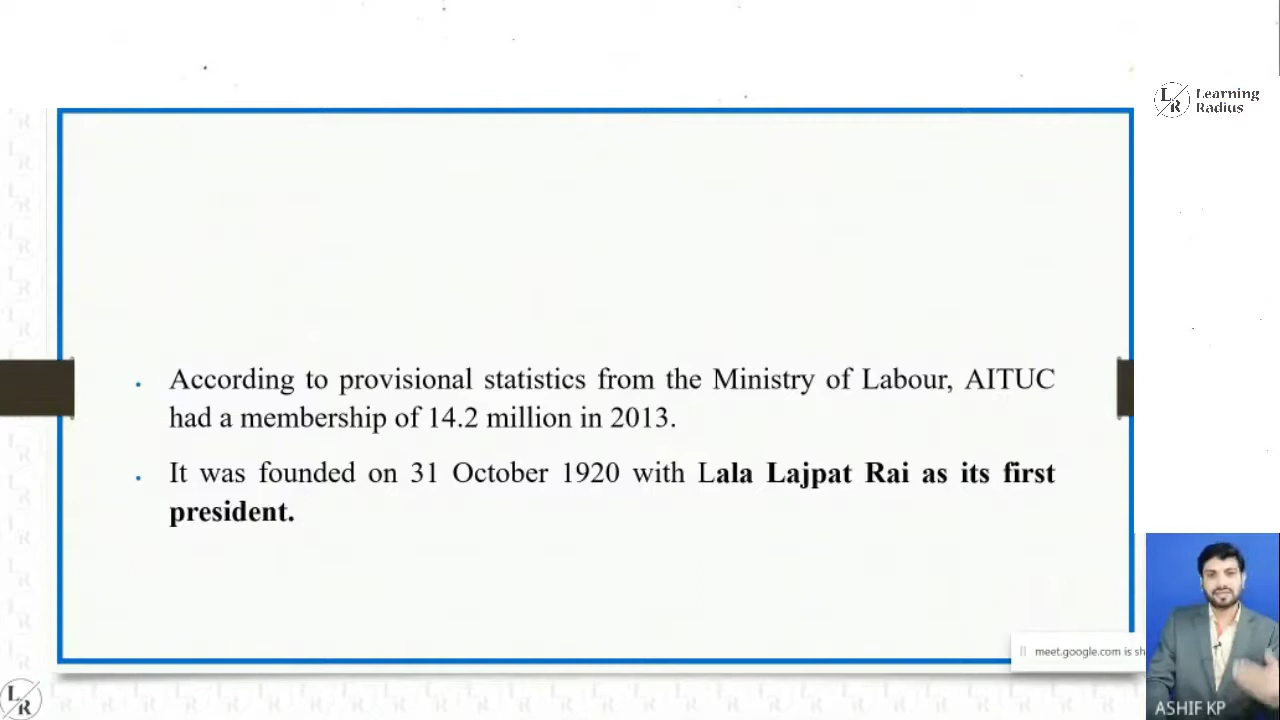 L
R
Learning
Radius
According to provisional statistics from the Ministry of Labour, AITUC
had a membership of 14.2 million in 2013.
It was founded on 31 October 1920 with Lala Lajpat Rai as its first
president.
meet.google.com is sh
ASHIF KP
L
R